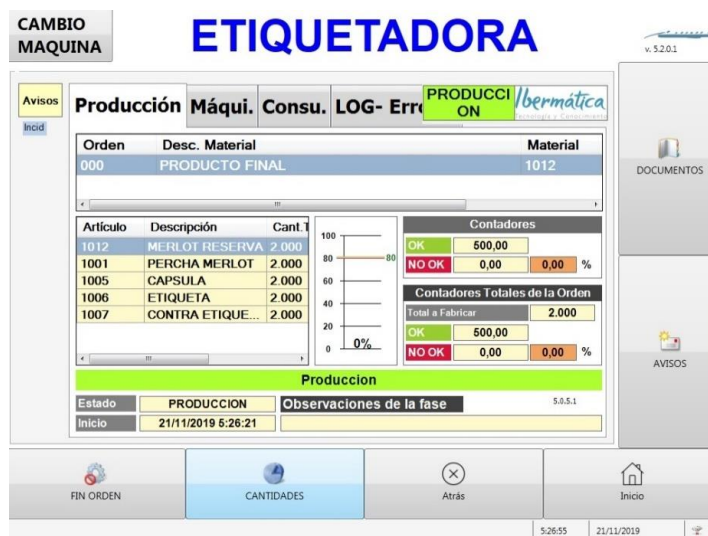 CAMBIO
MAQUINA
ETIQUETADORA
v. 5.2.0.1
Avisos
Incid
Producción Máqui. Consu. LOG- Erro
PRODUCCI
ON
Ibermática
Tecnología y Conocimiento
Orden Desc. Material Material
000 PRODUCTO FINAL 1012
DOCUMENTOS
Artículo Descripción Cant.T
1012 MERLOT RESERVA 2.000
1001 PERCHA MERLOT 2.000
1005 CAPSULA 2.000
1006 ETIQUETA 2.000
1007 CONTRA ETIQUE... 2.000
100
80 80
60
40
20
0 0%
Contadores
OK 500,00
NO OK 0,00 0,00 %
Contadores Totales de la Orden
Total a Fabricar 2.000
OK 500,00
NO OK 0,00 0,00 %
AVISOS
Produccion
Estado PRODUCCION Observaciones de la fase 5.0.5.1
Inicio 21/11/2019 5:26:21
FIN ORDEN
CANTIDADES
Atrás
Inicio
5:26:55 21/11/2019